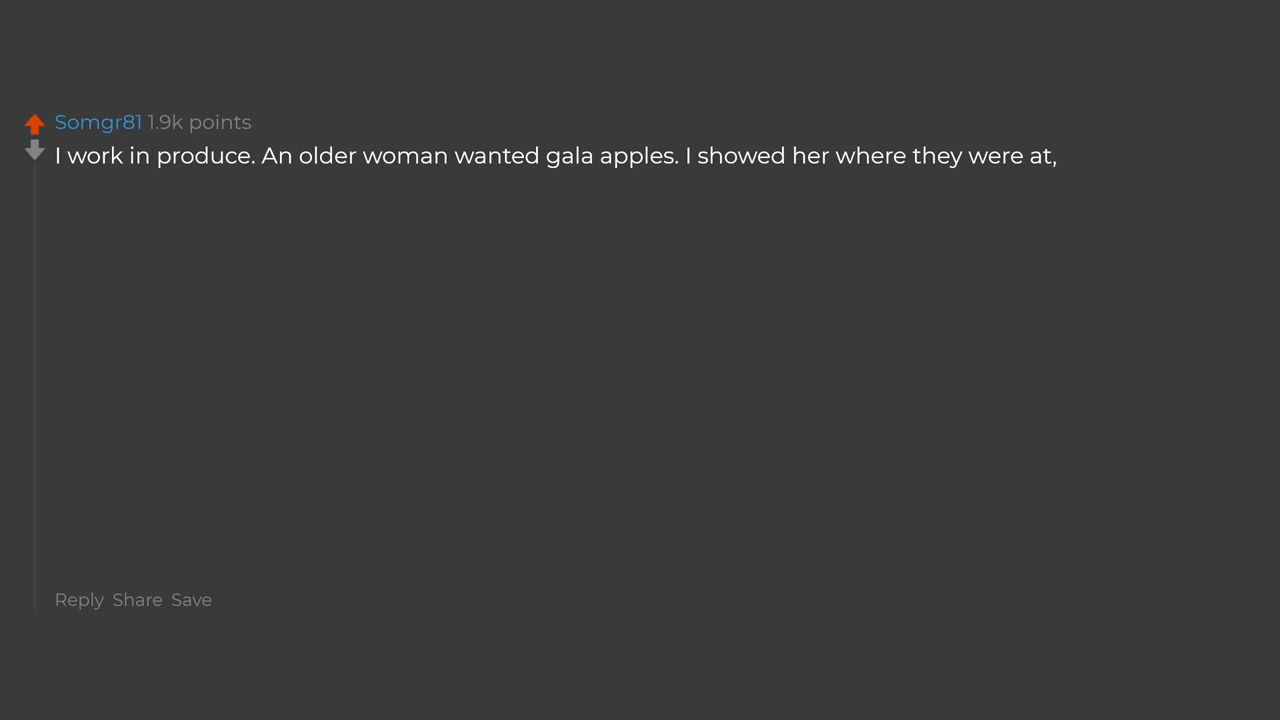 Somgr81 1.9k points
I work in produce. An older woman wanted gala apples. I showed her where they were at,
Reply Share Save